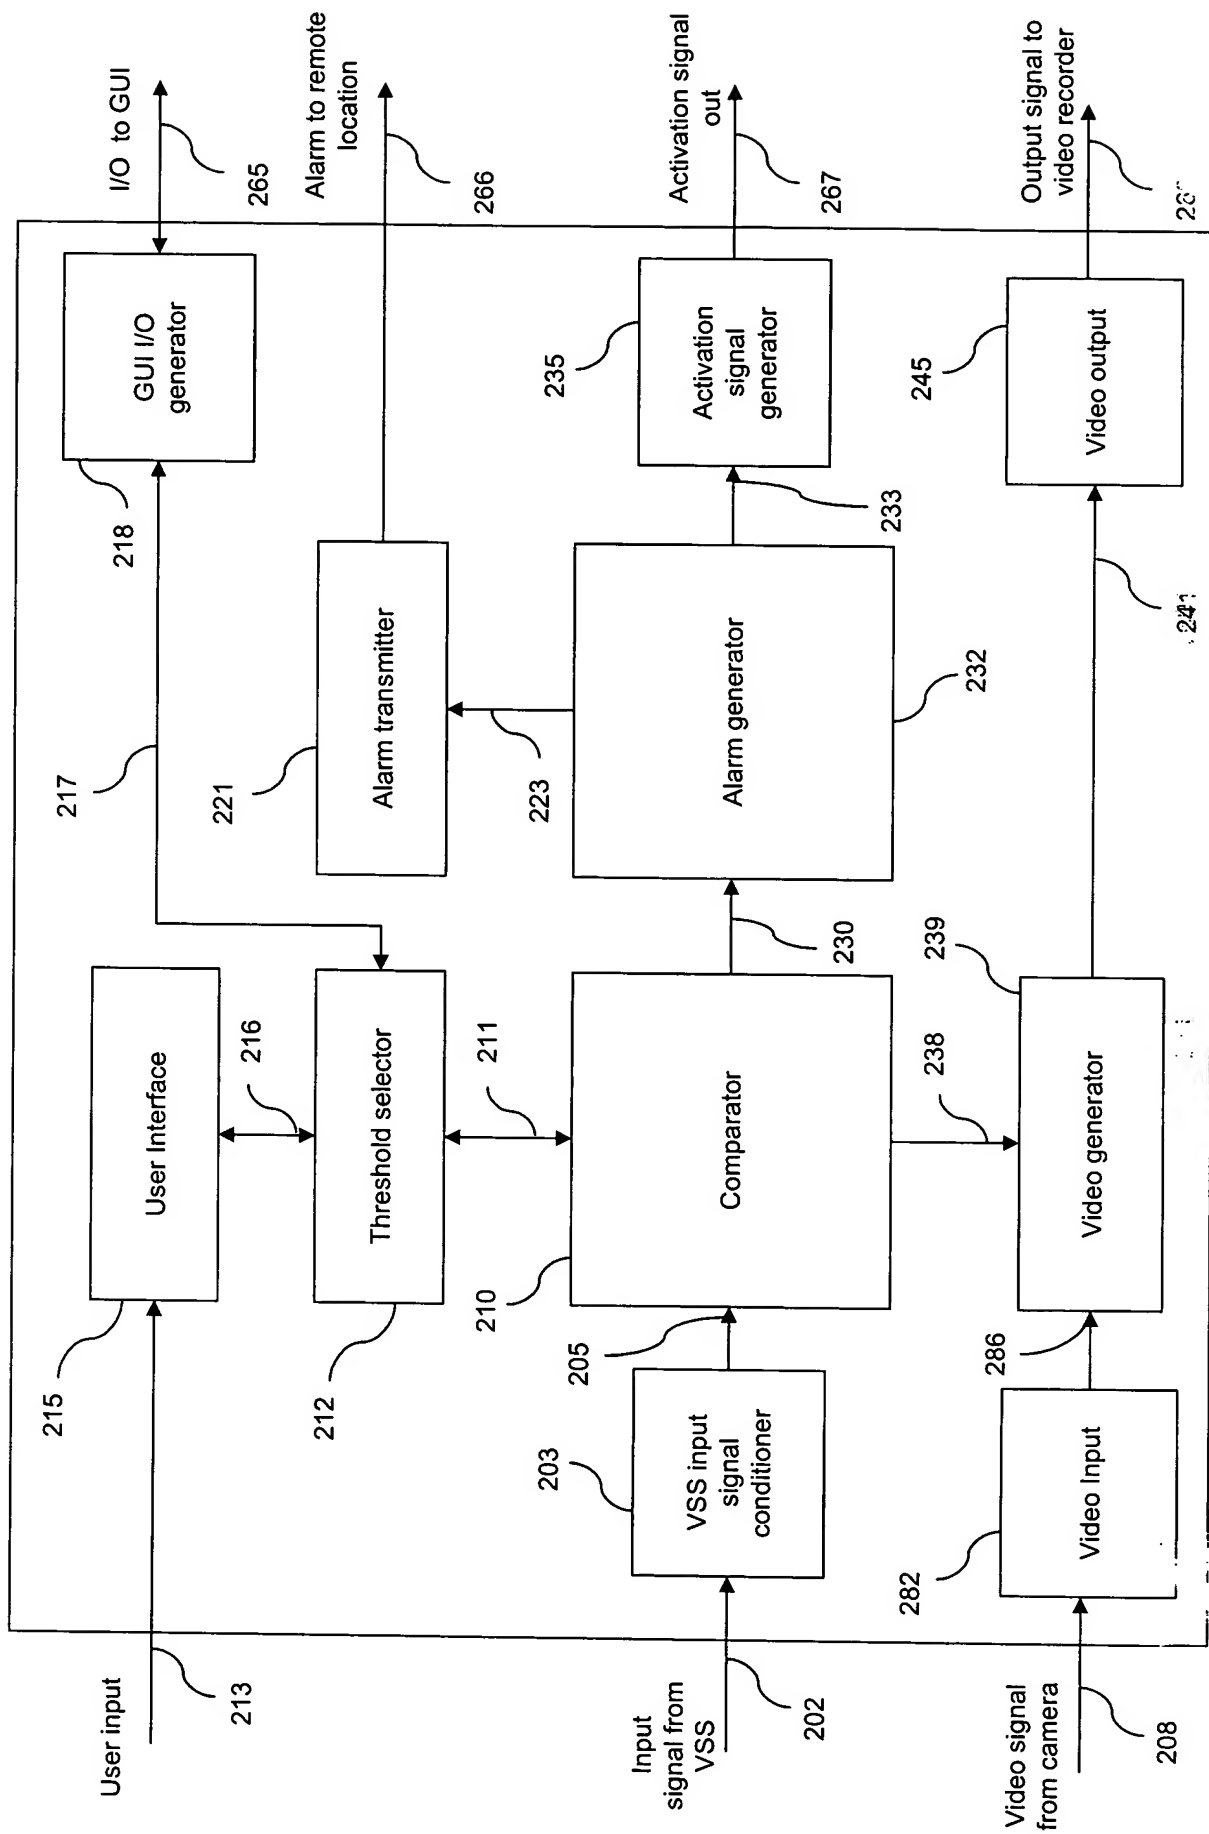 I/O to GUI
265
GUI I/O
generator
218
217
User Interface
215
216
User input
213
Alarm to remote
location
266
Alarm transmitter
221
223
Threshold selector
212
211
Activation signal
out
267
Activation
signal
generator
235
233
Alarm generator
232
230
Comparator
210
205
VSS input
signal
conditioner
203
Input
signal from
VSS
202
Output signal to
video recorder
Video output
245
241
Video generator
239
238
286
Video Input
282
Video signal
from camera
208